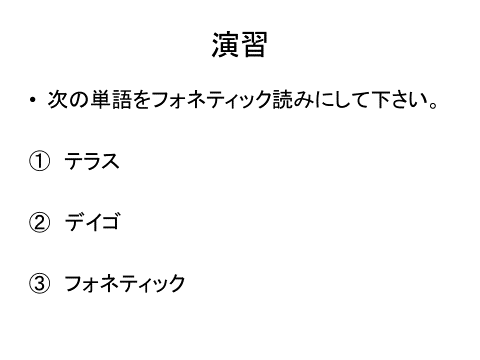 演習
• 次の単語をフォネティック読みにして下さい。
① テラス
② デイゴ
③ フォネティック